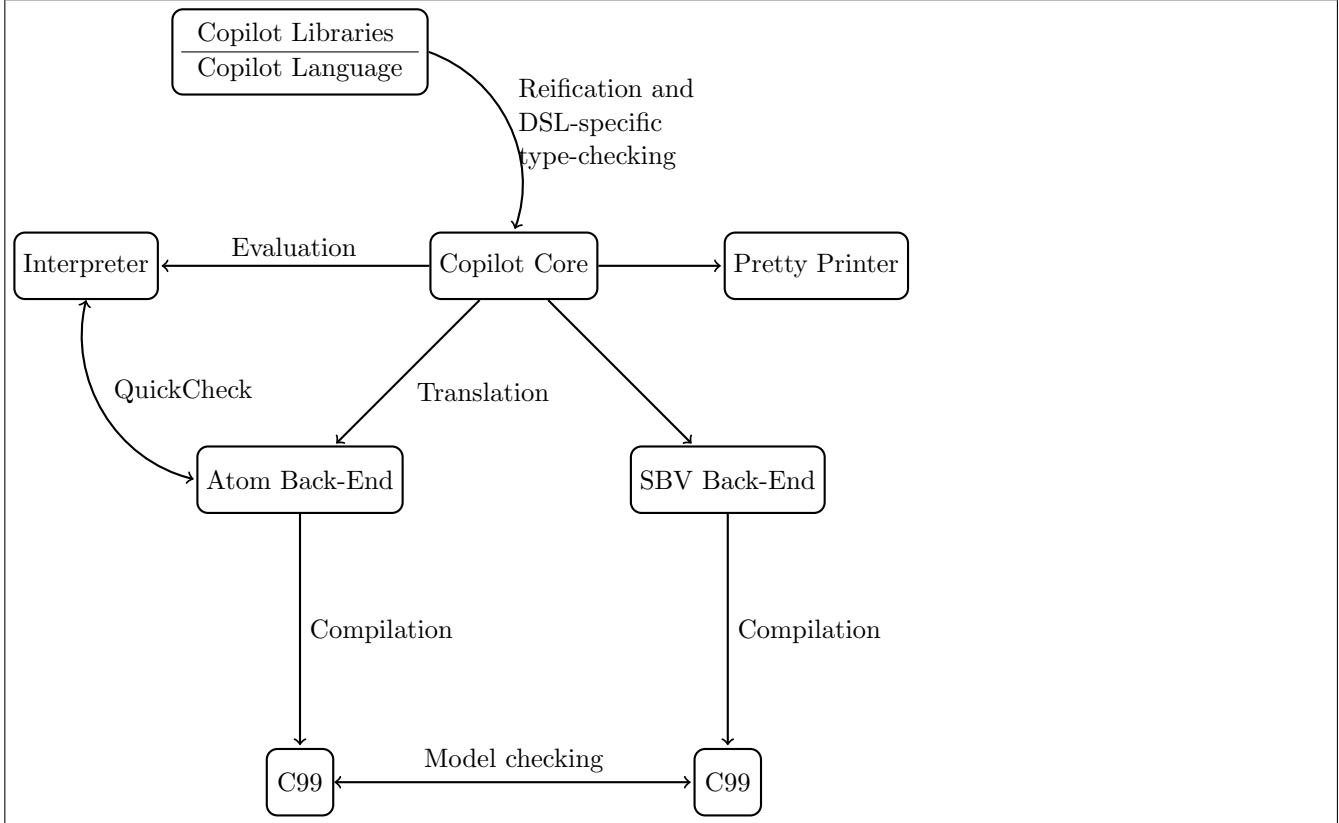 Copilot Libraries
Copilot Language
Reification and
DSL-specific
type-checking
Interpreter
Evaluation
Copilot Core
Pretty Printer
QuickCheck
Translation
Atom Back-End
SBV Back-End
Compilation
Compilation
C99
Model checking
C99